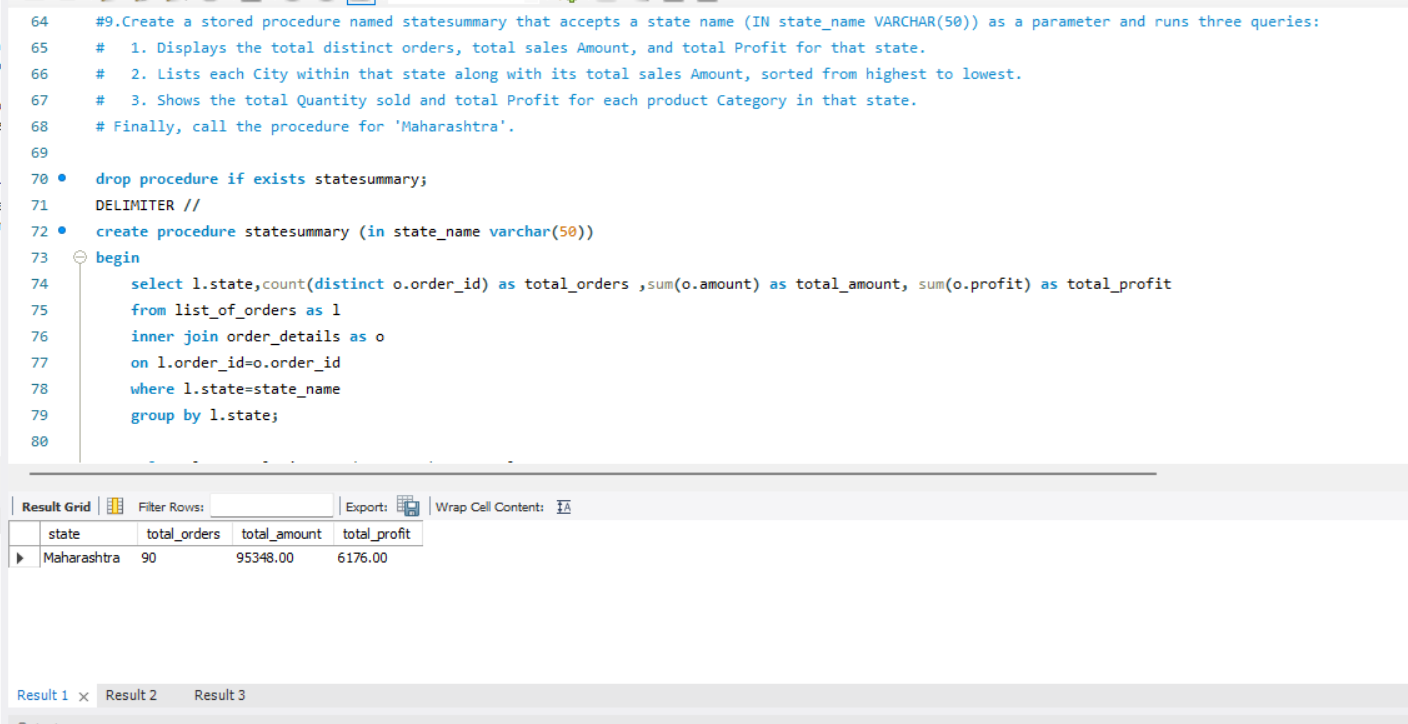 64 #9.Create a stored procedure named statesummary that accepts a state name (IN state_name VARCHAR(50)) as a parameter and runs three queries:
65 #   1. Displays the total distinct orders, total sales Amount, and total Profit for that state.
66 #   2. Lists each City within that state along with its total sales Amount, sorted from highest to lowest.
67 #   3. Shows the total Quantity sold and total Profit for each product Category in that state.
68 # Finally, call the procedure for 'Maharashtra'.
69
70 drop procedure if exists statesummary;
71 DELIMITER //
72 create procedure statesummary (in state_name varchar(50))
73 begin
74 select l.state,count(distinct o.order_id) as total_orders ,sum(o.amount) as total_amount, sum(o.profit) as total_profit
75 from list_of_orders as l
76 inner join order_details as o
77 on l.order_id=o.order_id
78 where l.state=state_name
79 group by l.state;
80
Result Grid Filter Rows: Export: Wrap Cell Content:
state total_orders total_amount total_profit
Maharashtra 90 95348.00 6176.00
Result 1 Result 2 Result 3